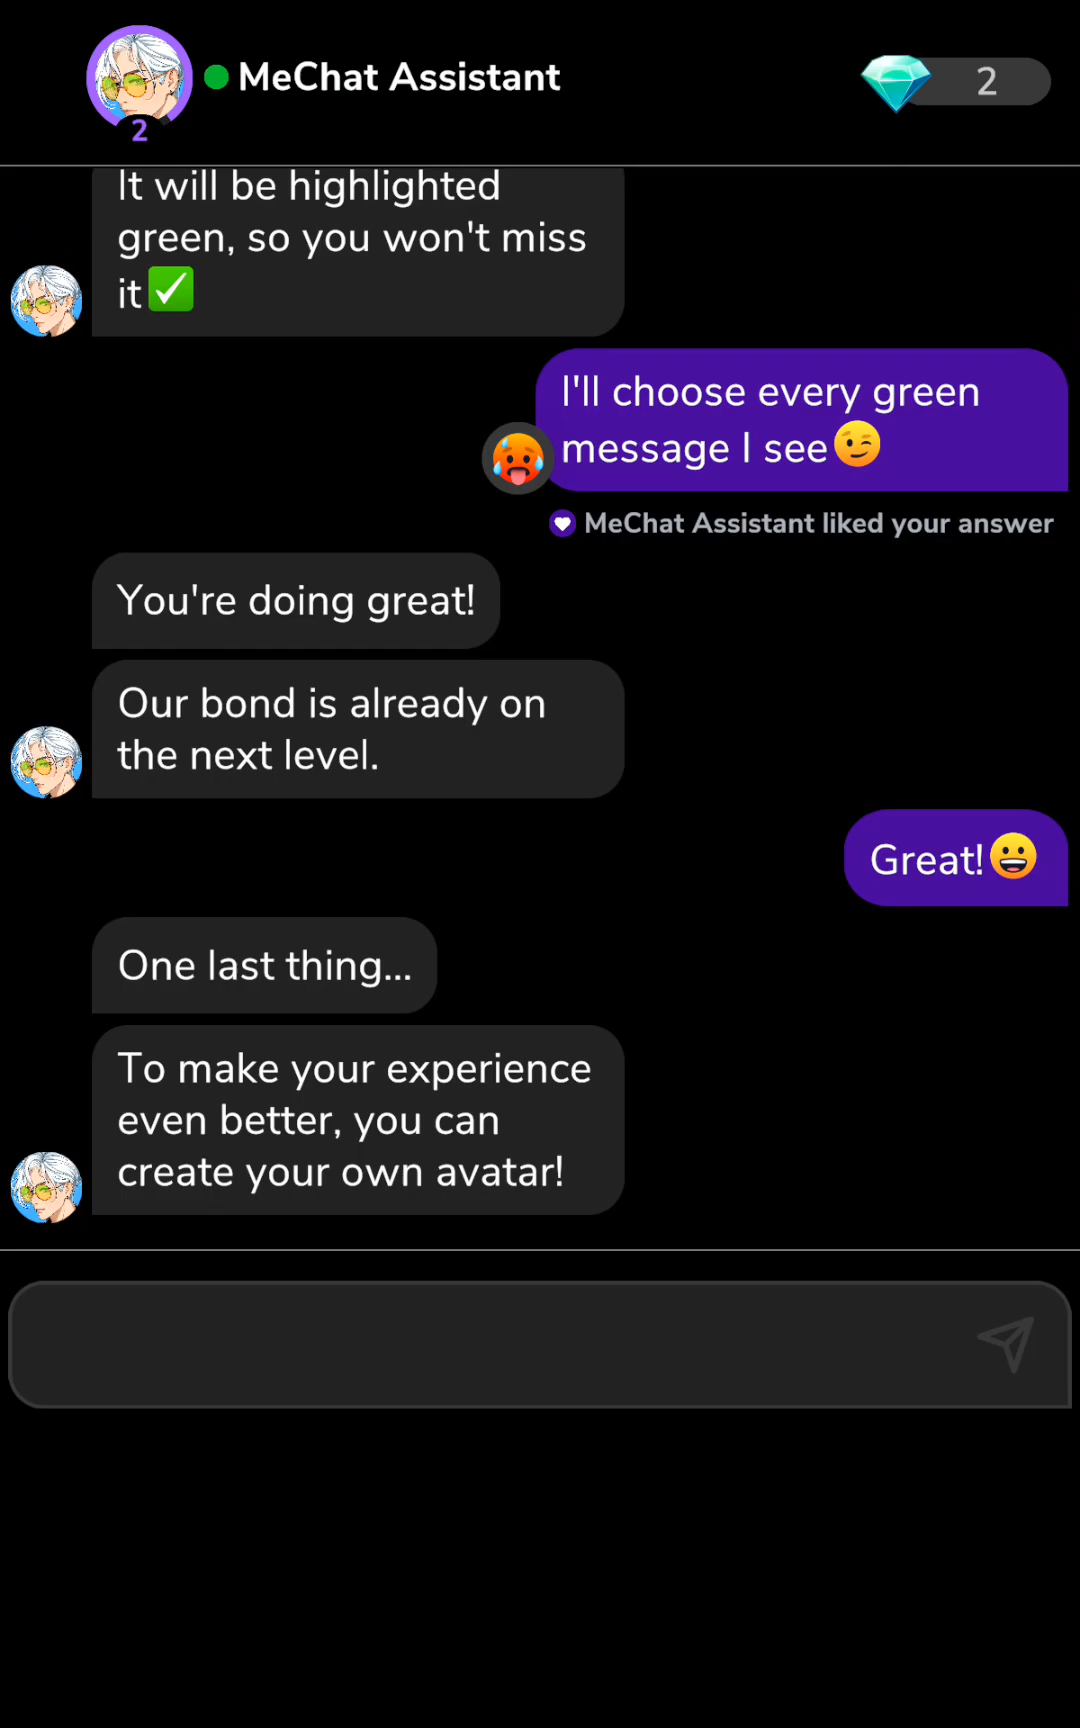 MeChat Assistant
2
2
It will be highlighted
green, so you won't miss
it✅
I'll choose every green
message I see😉
MeChat Assistant liked your answer
You're doing great!
Our bond is already on
the next level.
Great!😀
One last thing...
To make your experience
even better, you can
create your own avatar!